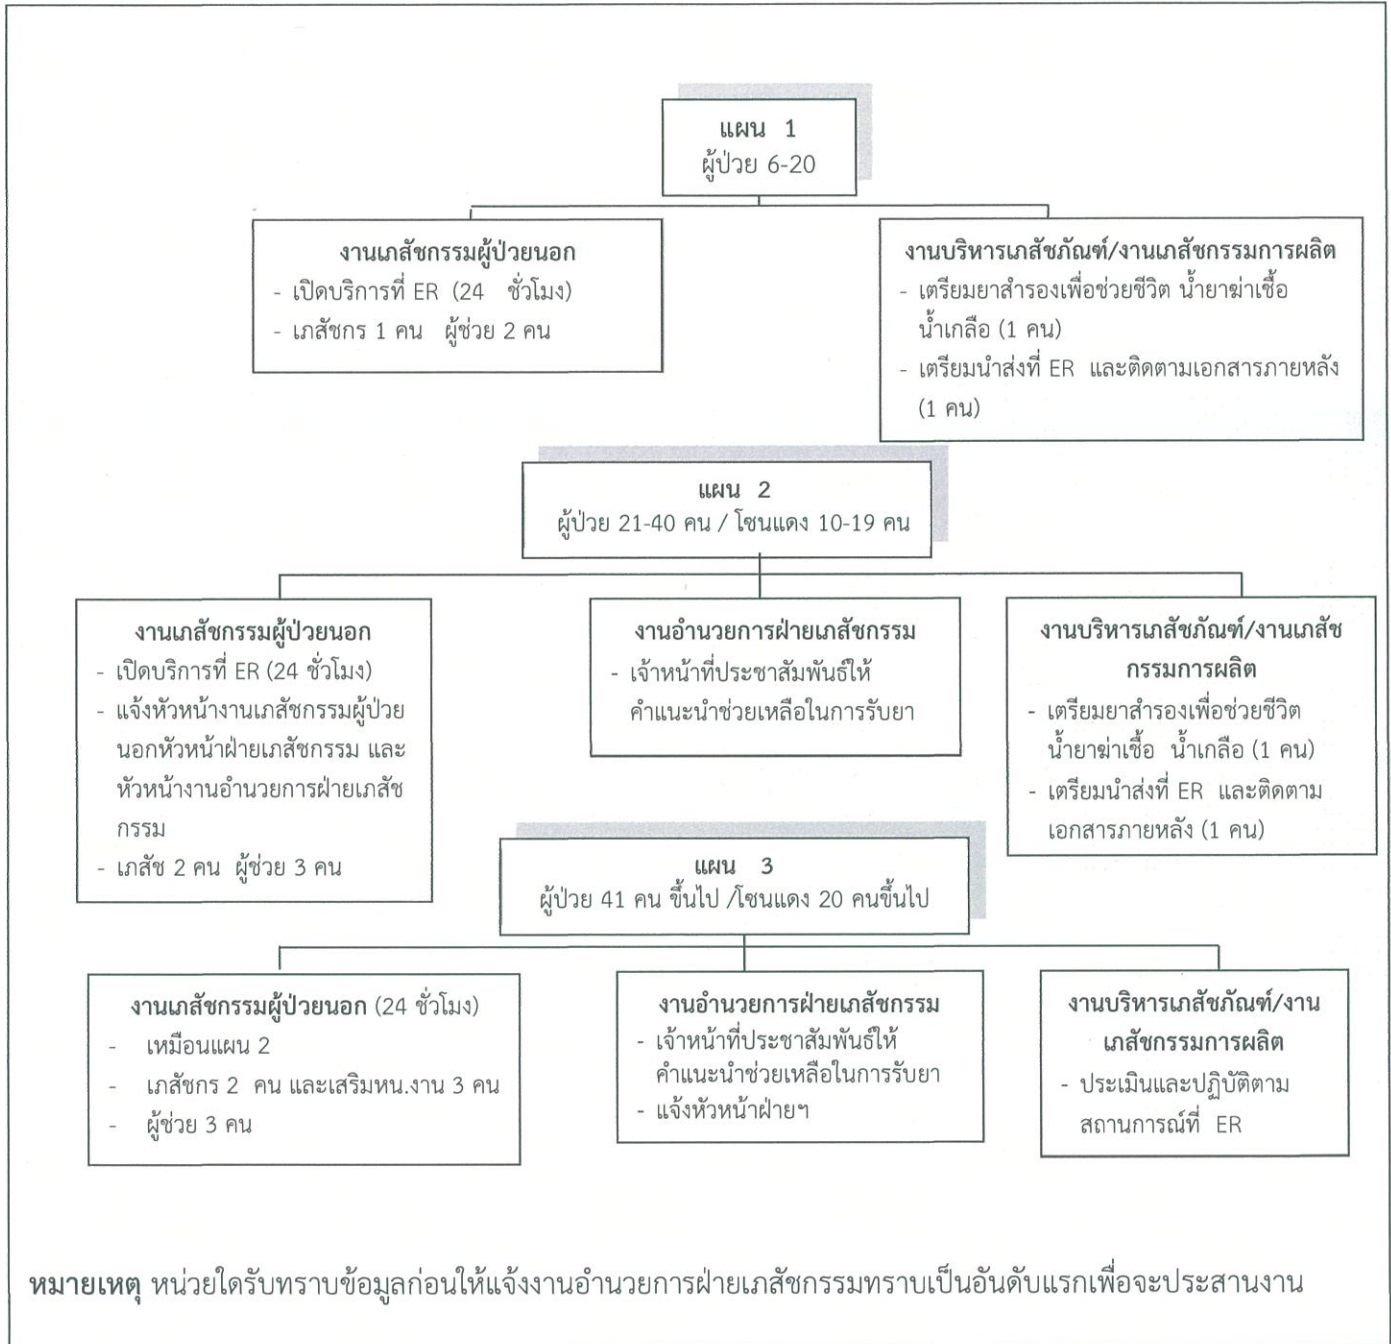 แผน 1
ผู้ป่วย 6-20
งานเภสัชกรรมผู้ป่วยนอก
- เปิดบริการที่ ER (24 ชั่วโมง)
- เภสัชกร 1 คน ผู้ช่วย 2 คน
งานบริหารเภสัชภัณฑ์/งานเภสัชกรรมการผลิต
- เตรียมยาสำรองเพื่อช่วยชีวิต น้ำยาฆ่าเชื้อ
น้ำเกลือ (1 คน)
- เตรียมนำส่งที่ ER และติดตามเอกสารภายหลัง
(1 คน)
แผน 2
ผู้ป่วย 21-40 คน / โซนแดง 10-19 คน
งานเภสัชกรรมผู้ป่วยนอก
- เปิดบริการที่ ER (24 ชั่วโมง)
- แจ้งหัวหน้างานเภสัชกรรมผู้ป่วย
นอกหัวหน้าฝ่ายเภสัชกรรม และ
หัวหน้างานอำนวยการฝ่ายเภสัช
กรรม
- เภสัช 2 คน ผู้ช่วย 3 คน
งานอำนวยการฝ่ายเภสัชกรรม
- เจ้าหน้าที่ประชาสัมพันธ์ให้
คำแนะนำช่วยเหลือในการรับยา
งานบริหารเภสัชภัณฑ์/งานเภสัช
กรรมการผลิต
- เตรียมยาสำรองเพื่อช่วยชีวิต
น้ำยาฆ่าเชื้อ น้ำเกลือ (1 คน)
- เตรียมนำส่งที่ ER และติดตาม
เอกสารภายหลัง (1 คน)
แผน 3
ผู้ป่วย 41 คน ขึ้นไป /โซนแดง 20 คนขึ้นไป
งานเภสัชกรรมผู้ป่วยนอก (24 ชั่วโมง)
- เหมือนแผน 2
- เภสัชกร 2 คน และเสริมหน.งาน 3 คน
- ผู้ช่วย 3 คน
งานอำนวยการฝ่ายเภสัชกรรม
- เจ้าหน้าที่ประชาสัมพันธ์ให้
คำแนะนำช่วยเหลือในการรับยา
- แจ้งหัวหน้าฝ่ายฯ
งานบริหารเภสัชภัณฑ์/งาน
เภสัชกรรมการผลิต
- ประเมินและปฏิบัติตาม
สถานการณ์ที่ ER
หมายเหตุ หน่วยใดรับทราบข้อมูลก่อนให้แจ้งงานอำนวยการฝ่ายเภสัชกรรมทราบเป็นอันดับแรกเพื่อจะประสานงาน